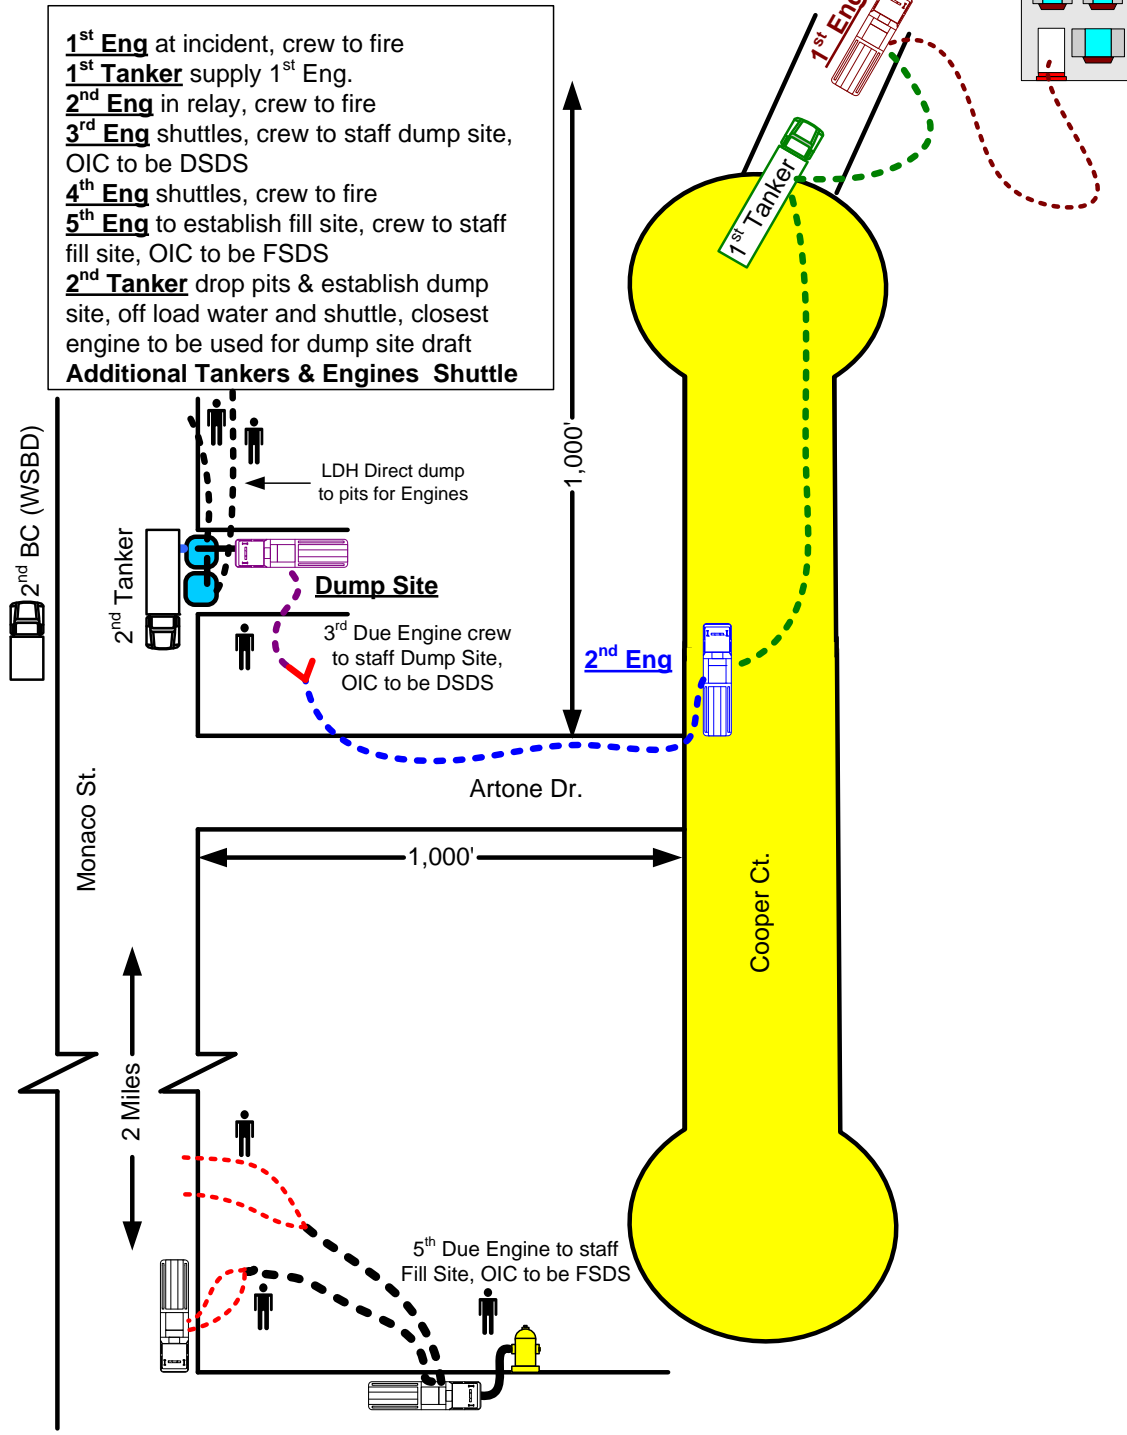 1st Eng at incident, crew to fire
1st Tanker supply 1st Eng.
2nd Eng in relay, crew to fire
3rd Eng shuttles, crew to staff dump site,
OIC to be DSDS
4th Eng shuttles, crew to fire
5th Eng to establish fill site, crew to staff
fill site, OIC to be FSDS
2nd Tanker drop pits & establish dump
site, off load water and shuttle, closest
engine to be used for dump site draft
Additional Tankers & Engines Shuttle
1st Eng
1st Tanker
1,000'
2nd BC (WSBD)
LDH Direct dump
to pits for Engines
2nd Tanker
Dump Site
3rd Due Engine crew
to staff Dump Site,
OIC to be DSDS
2nd Eng
Monaco St.
Artone Dr.
1,000'
Cooper Ct.
2 Miles
5th Due Engine to staff
Fill Site, OIC to be FSDS